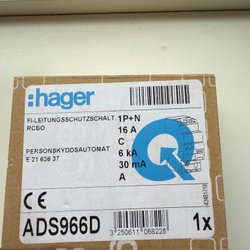 :hager
FI-LEITUNGSSCHUTZSCHALT. 1P+N
RCBO 16 A
C
PERSONSKYDDSAUTOMAT 6 kA
E 21 636 37 30 mA
A
CE
ADS966D
3 250611 066228
1x